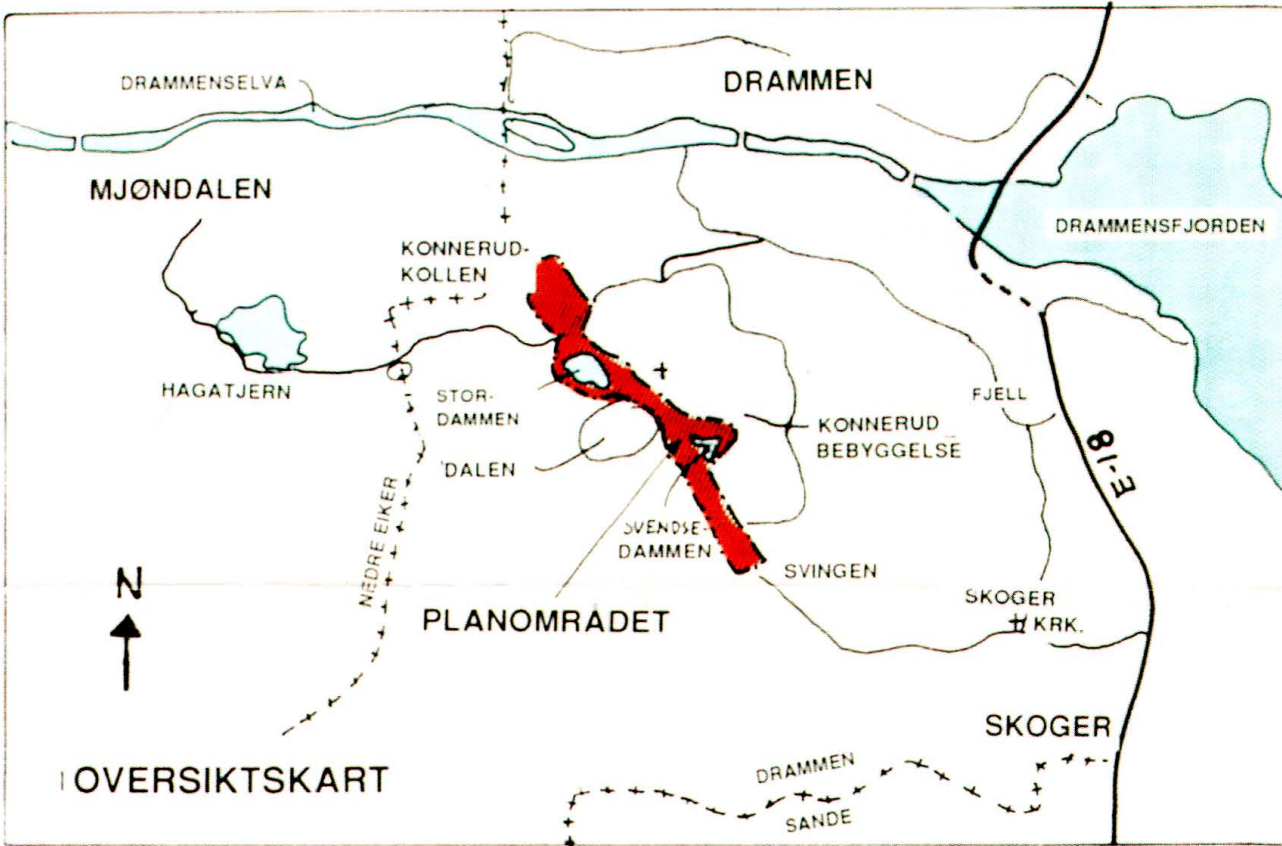 DRAMMENSELVA
DRAMMEN
MJØNDALEN
DRAMMENSFJORDEN
KONNERUD-
KOLLEN
HAGATJERN
STOR-
DAMMEN
'DALEN
FJELL
KONNERUD
BEBYGGELSE
E-18
NEDRE EIKER
SVENDSE-
DAMMEN
SVINGEN
N
PLANOMRÅDET
SKOGER
KRK.
SKOGER
OVERSIKTSKART
DRAMMEN
SANDE